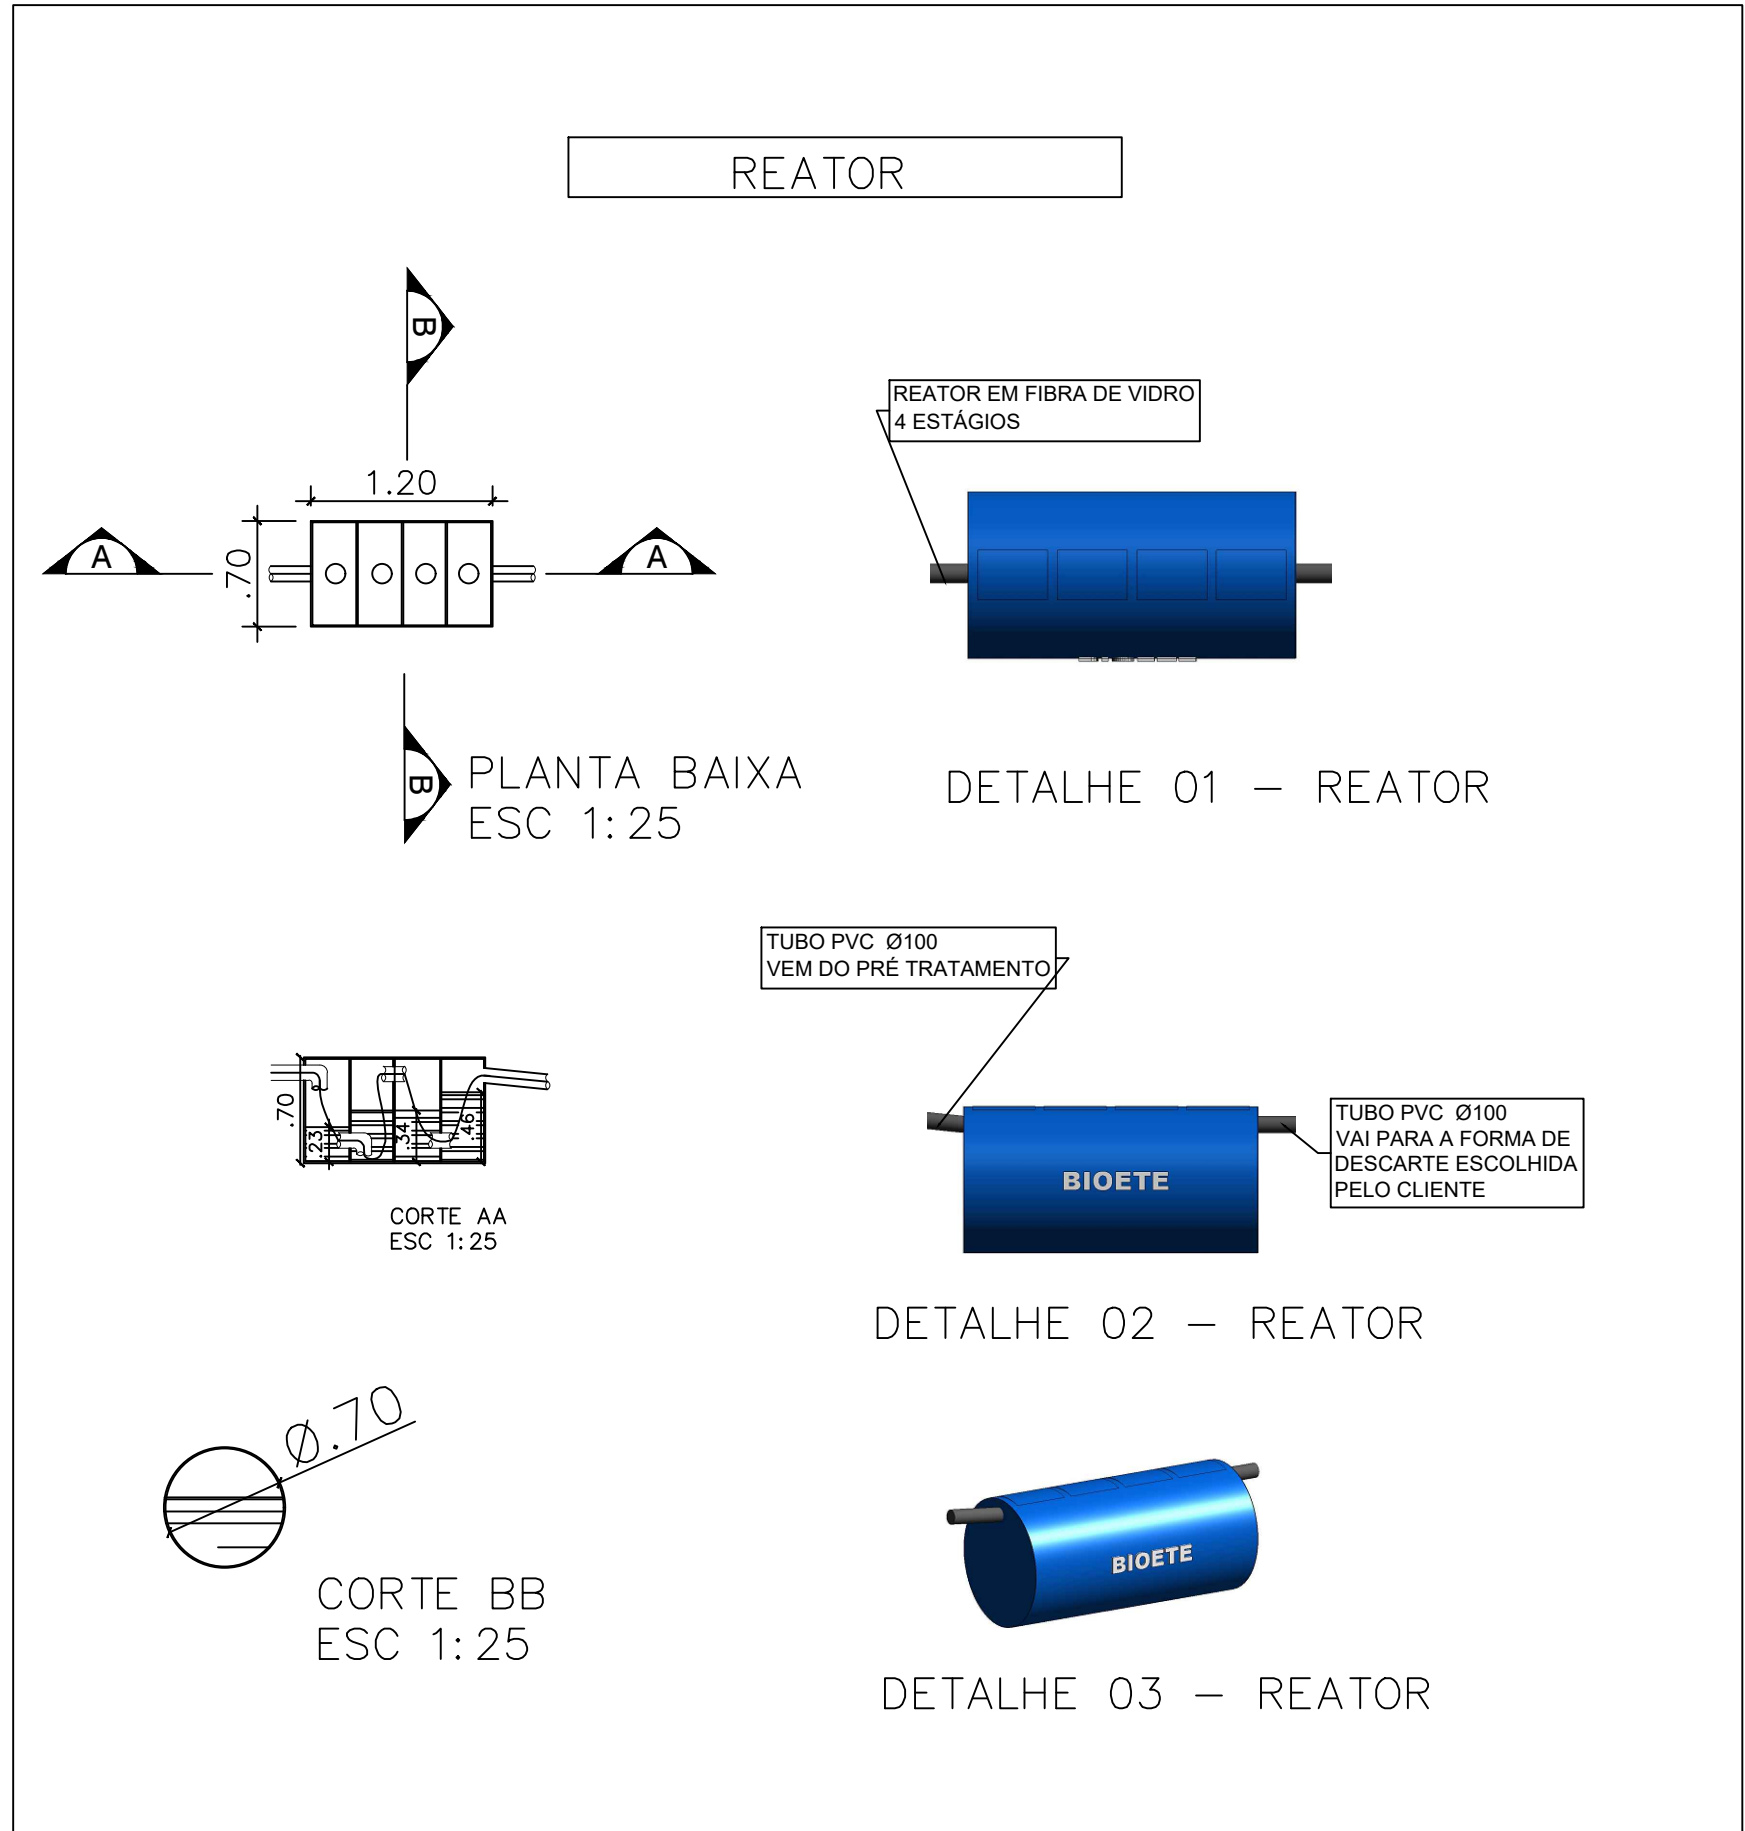 REATOR
B
REATOR EM FIBRA DE VIDRO
4 ESTÁGIOS
1.20
.70
A
A
B
PLANTA BAIXA
ESC 1:25
DETALHE 01 - REATOR
TUBO PVC Ø100
VEM DO PRÉ TRATAMENTO
.70
.23
.34
.46
CORTE AA
ESC 1:25
BIOETE
TUBO PVC Ø100
VAI PARA A FORMA DE
DESCARTE ESCOLHIDA
PELO CLIENTE
DETALHE 02 - REATOR
Ø.70
CORTE BB
ESC 1:25
BIOETE
DETALHE 03 - REATOR